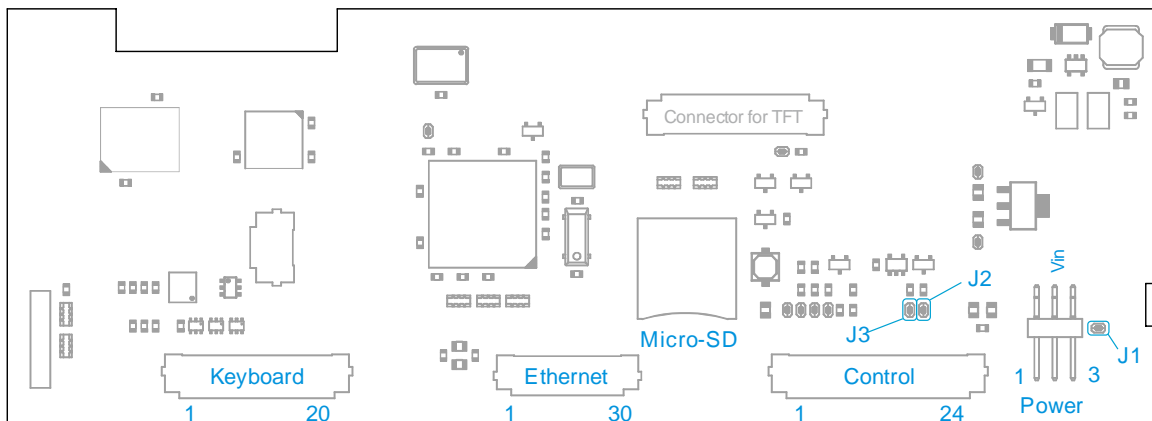 Connector for TFT
Vin
J2
J3
J1
Micro-SD
Keyboard
Ethernet
Control
1
3
1
20
1
30
1
24
Power